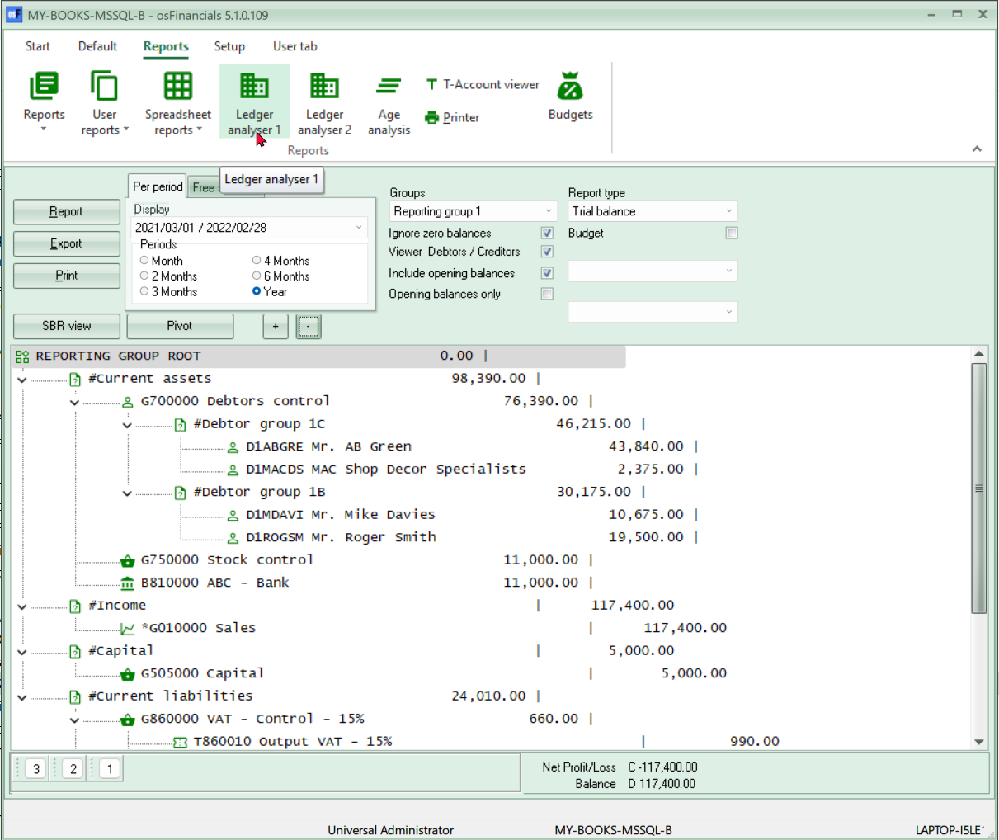 MY-BOOKS-MSSQL-B - osFinancials 5.1.0.109
Start Default Reports Setup User tab
Reports
User reports
Spreadsheet reports
Ledger analyser 1
Ledger analyser 2
Age analysis
T T-Account viewer
Printer
Budgets
Reports
Ledger analyser 1
Report
Export
Print
SBR view
Per period Free
Display
2021/03/01 / 2022/02/28
Periods
Month 4 Months
2 Months 6 Months
3 Months Year
Pivot + -
Groups
Reporting group 1
Ignore zero balances
Viewer Debtors / Creditors
Include opening balances
Opening balances only
Report type
Trial balance
Budget
REPORTING GROUP ROOT 0.00 |
#Current assets 98,390.00 |
G700000 Debtors control 76,390.00 |
#Debtor group 1C 46,215.00 |
D1ABGRE Mr. AB Green 43,840.00 |
D1MACDS MAC Shop Decor Specialists 2,375.00 |
#Debtor group 1B 30,175.00 |
D1MDAVI Mr. Mike Davies 10,675.00 |
D1ROGSM Mr. Roger Smith 19,500.00 |
G750000 Stock control 11,000.00 |
B810000 ABC - Bank 11,000.00 |
#Income | 117,400.00
*G010000 Sales | 117,400.00
#Capital | 5,000.00
G505000 Capital | 5,000.00
#Current liabilities 24,010.00 |
G860000 VAT - Control - 15% 660.00 |
T860010 Output VAT - 15% | 990.00
3 2 1
Net Profit/Loss C -117,400.00
Balance D 117,400.00
Universal Administrator MY-BOOKS-MSSQL-B LAPTOP-I5LE